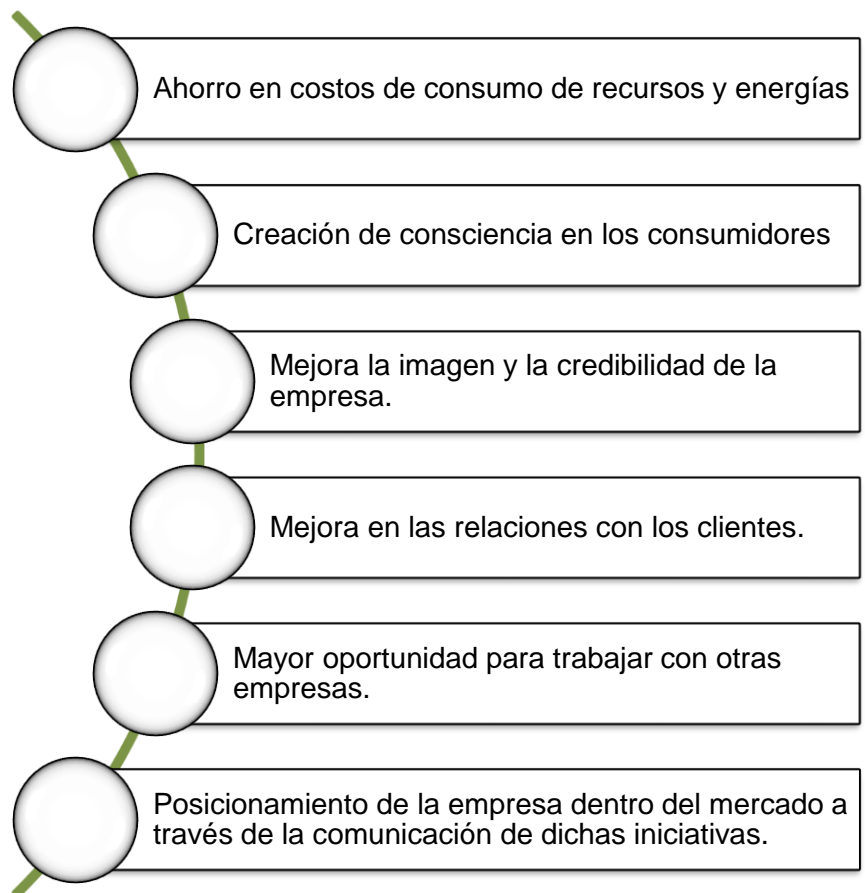 Ahorro en costos de consumo de recursos y energías
Creación de consciencia en los consumidores
Mejora la imagen y la credibilidad de la
empresa.
Mejora en las relaciones con los clientes.
Mayor oportunidad para trabajar con otras
empresas.
Posicionamiento de la empresa dentro del mercado a
través de la comunicación de dichas iniciativas.